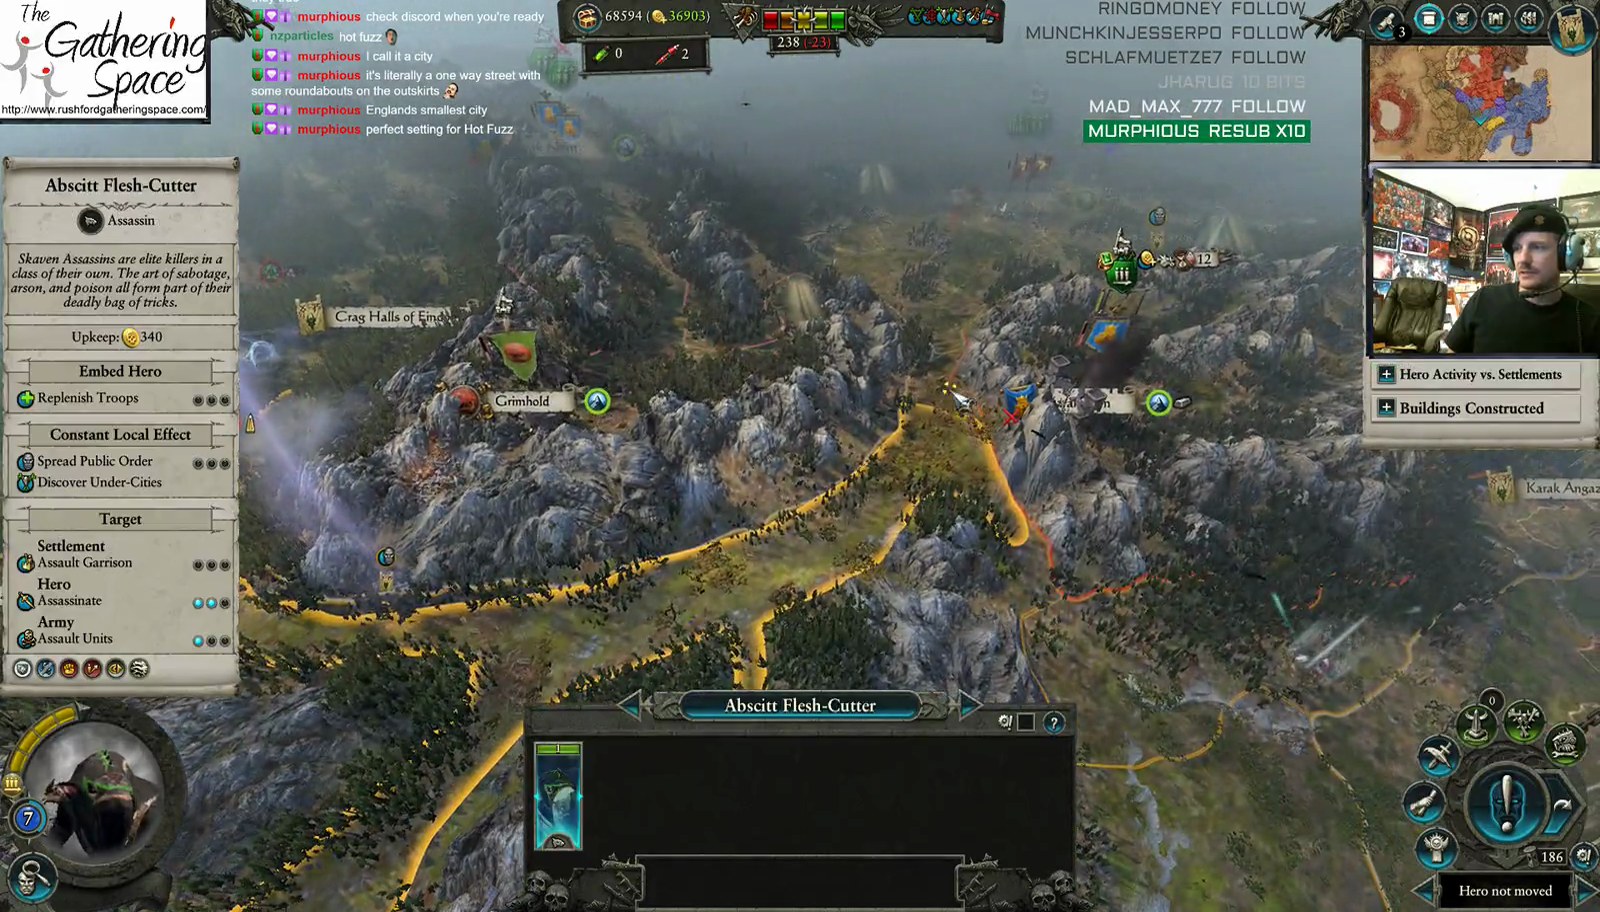 The
Gathering
Space
http://www.rushfordgatheringspace.com/
murphious check discord when you're ready
nzparticles hot fuzz
murphious I call it a city
murphious it's literally a one way street with
some roundabouts on the outskirts
murphious Englands smallest city
murphious perfect setting for Hot Fuzz
68594 (36903)
0 2
238 (-23)
RINGOMONEY FOLLOW
MUNCHKINJESSERPO FOLLOW
SCHLAFMUETZE7 FOLLOW
JHARUG 10 BITS
MAD_MAX_777 FOLLOW
MURPHIOUS RESUB X10
3
Abscitt Flesh-Cutter
Assassin
Skaven Assassins are elite killers in a
class of their own. The art of sabotage,
arson, and poison all form part of their
deadly bag of tricks.
Upkeep: 340
Embed Hero
Replenish Troops
Constant Local Effect
Spread Public Order
Discover Under-Cities
Target
Settlement
Assault Garrison
Hero
Assassinate
Army
Assault Units
7
Crag Halls of
Grimhold
12
Hero Activity vs. Settlements
Buildings Constructed
Karak
Abscitt Flesh-Cutter
?
0
186
Hero not moved